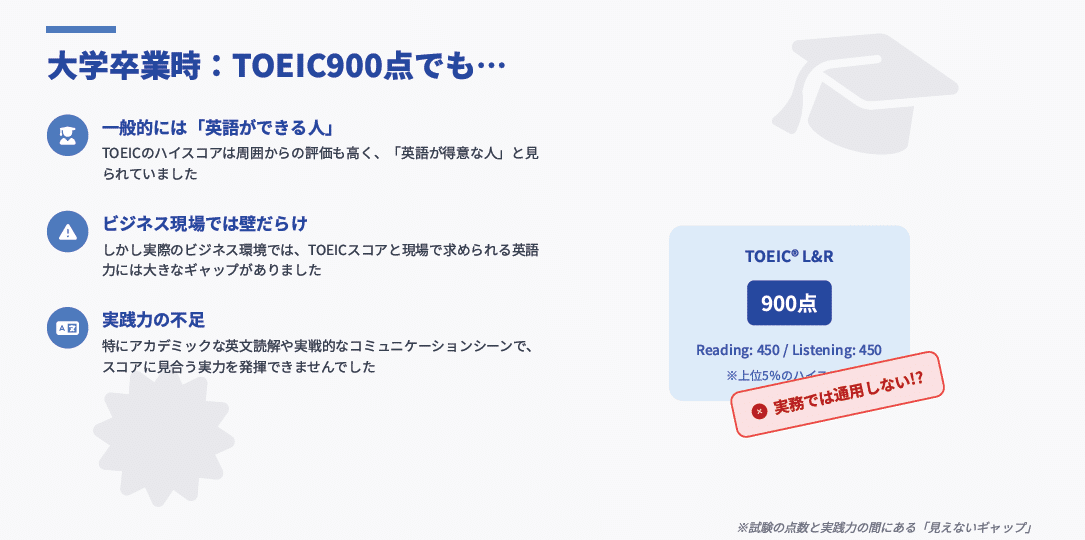 大学卒業時：TOEIC900点でも…
一般的には「英語ができる人」
TOEICのハイスコアは周囲からの評価も高く、「英語が得意な人」と見
られていました
ビジネス現場では壁だらけ
しかし実際のビジネス環境では、TOEICスコアと現場で求められる英語
力には大きなギャップがありました
実践力の不足
特にアカデミックな英文読解や実戦的なコミュニケーションシーンで、
スコアに見合う実力を発揮できませんでした
TOEIC® L&R
900点
Reading: 450 / Listening: 450
※上位5%のハイス
実務では通用しない!?
※試験の点数と実践力の間にある「見えないギャップ」